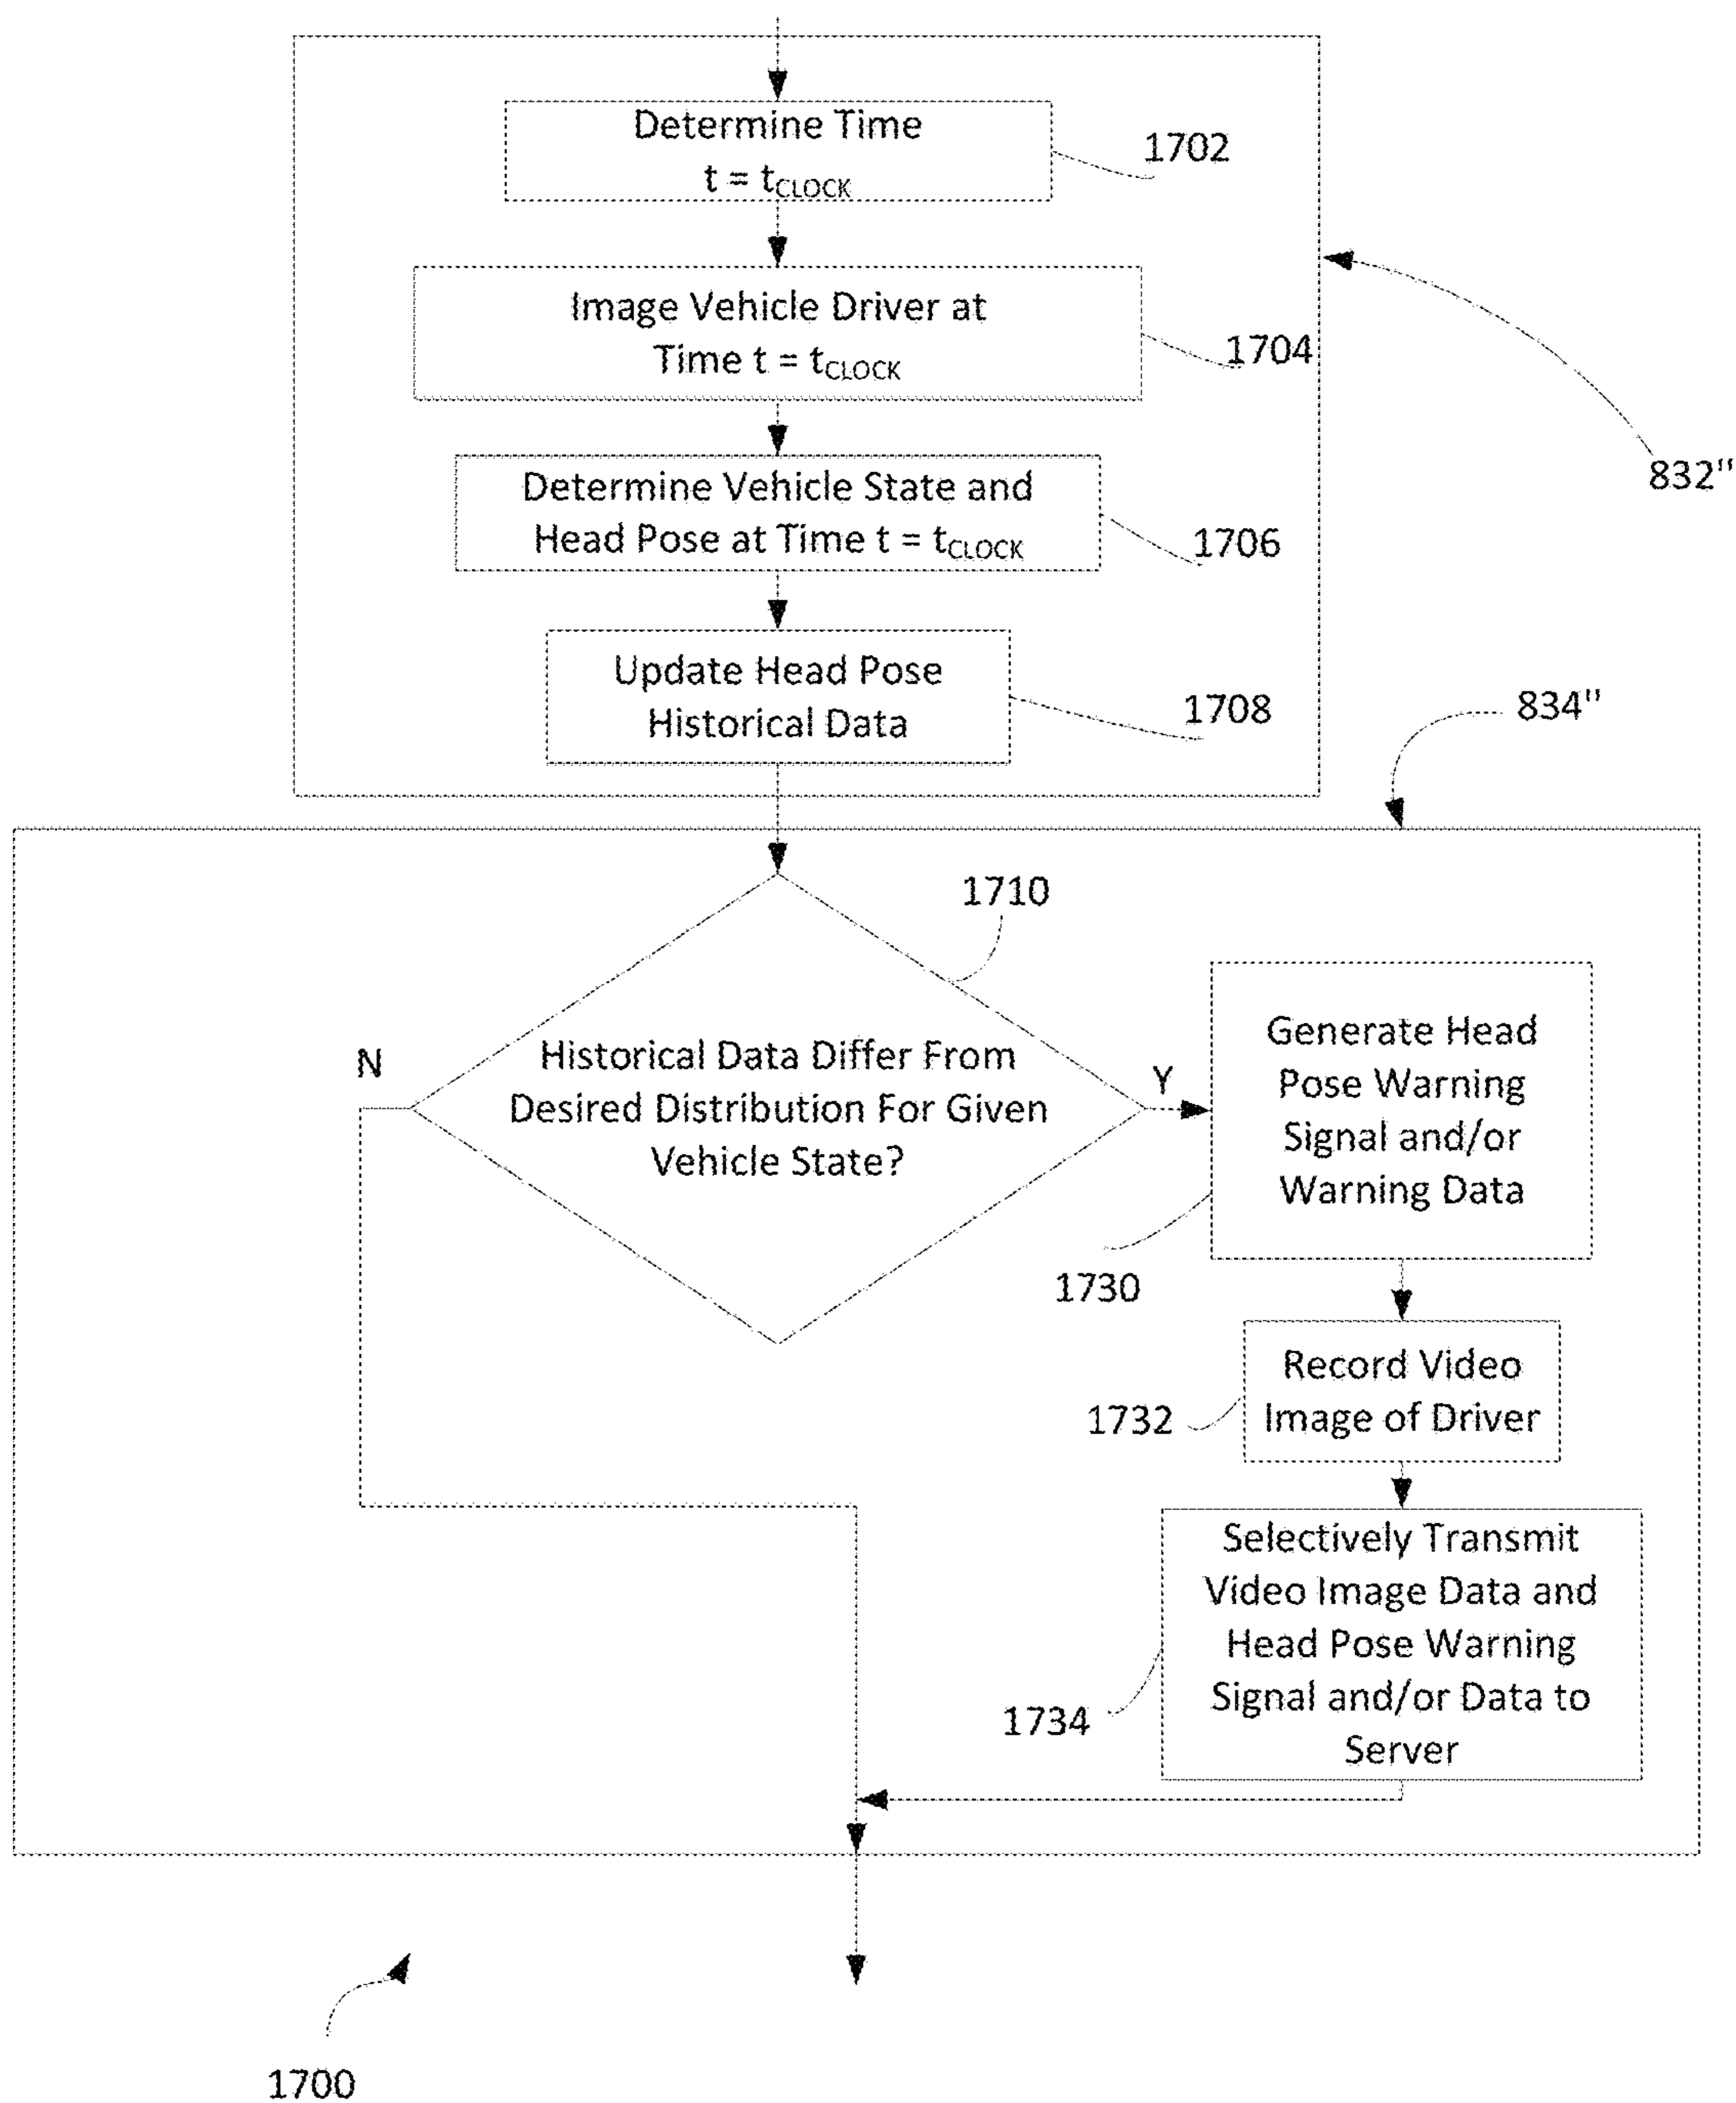 Determine Time
t = tCLOCK
1702
Image Vehicle Driver at
Time t = tCLOCK
1704
832"
Determine Vehicle State and
Head Pose at Time t = tCLOCK
1706
Update Head Pose
Historical Data
1708
834"
1710
N
Historical Data Differ From
Desired Distribution For Given
Vehicle State?
Y
Generate Head
Pose Warning
Signal and/or
Warning Data
1730
Record Video
Image of Driver
1732
Selectively Transmit
Video Image Data and
Head Pose Warning
Signal and/or Data to
Server
1734
1700